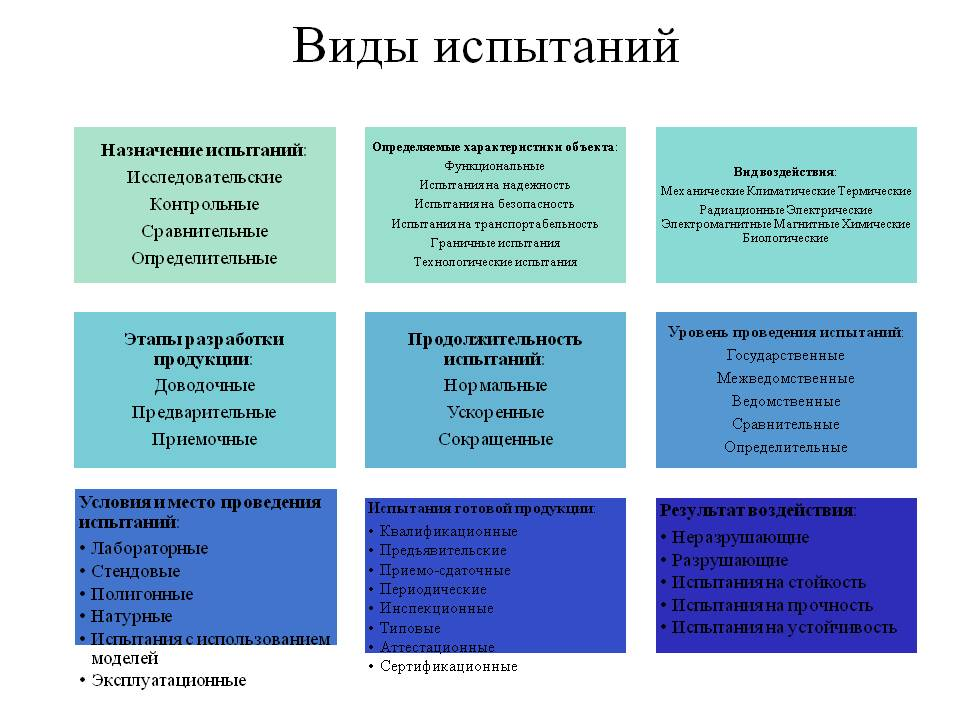 Виды испытаний
Назначение испытаний:
Исследовательские
Контрольные
Сравнительные
Определительные
Определяемые характеристики объекта:
Функциональные
Испытания на надежность
Испытания на безопасность
Испытания на транспортабельность
Граничные испытания
Технологические испытания
Вид воздействия:
Механические Климатические Термические
Радиационные Электрические
Электромагнитные Магнитные Химические
Биологические
Этапы разработки
продукции:
Доводочные
Предварительные
Приемочные
Продолжительность
испытаний:
Нормальные
Ускоренные
Сокращенные
Уровень проведения испытаний:
Государственные
Межведомственные
Ведомственные
Сравнительные
Определительные
Условия и место проведения
испытаний:
• Лабораторные
• Стендовые
• Полигонные
• Натурные
• Испытания с использованием
моделей
• Эксплуатационные
Испытания готовой продукции:
• Квалификационные
• Предъявительские
• Приемо-сдаточные
• Периодические
• Инспекционные
• Типовые
• Аттестационные
• Сертификационные
Результат воздействия:
• Неразрушающие
• Разрушающие
• Испытания на стойкость
• Испытания на прочность
• Испытания на устойчивость